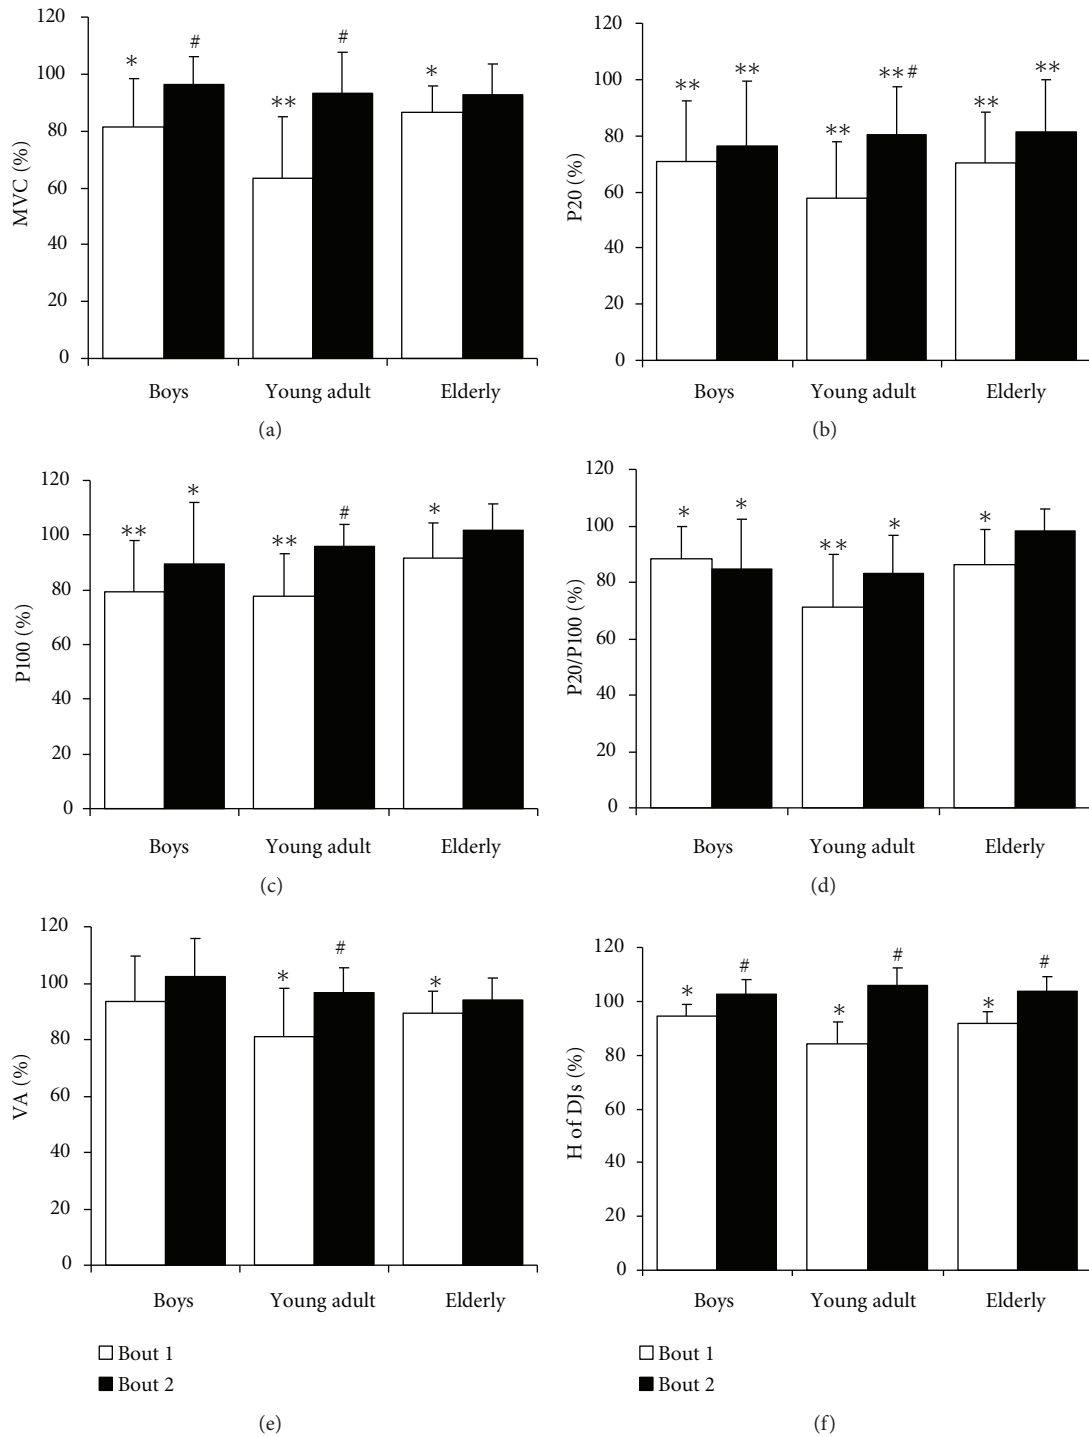 120
100
80
60
40
20
0
MVC (%)
* # ** # *
Boys Young adult Elderly
(a)
120
100
80
60
40
20
0
P20 (%)
** ** ** **# ** **
Boys Young adult Elderly
(b)
120
100
80
60
40
20
0
P100 (%)
** * ** # *
Boys Young adult Elderly
(c)
120
100
80
60
40
20
0
P20/P100 (%)
* * ** * *
Boys Young adult Elderly
(d)
120
100
80
60
40
20
0
VA (%)
* # *
Boys Young adult Elderly
Bout 1
Bout 2
(e)
120
100
80
60
40
20
0
H of DJs (%)
* # * # * #
Boys Young adult Elderly
Bout 1
Bout 2
(f)